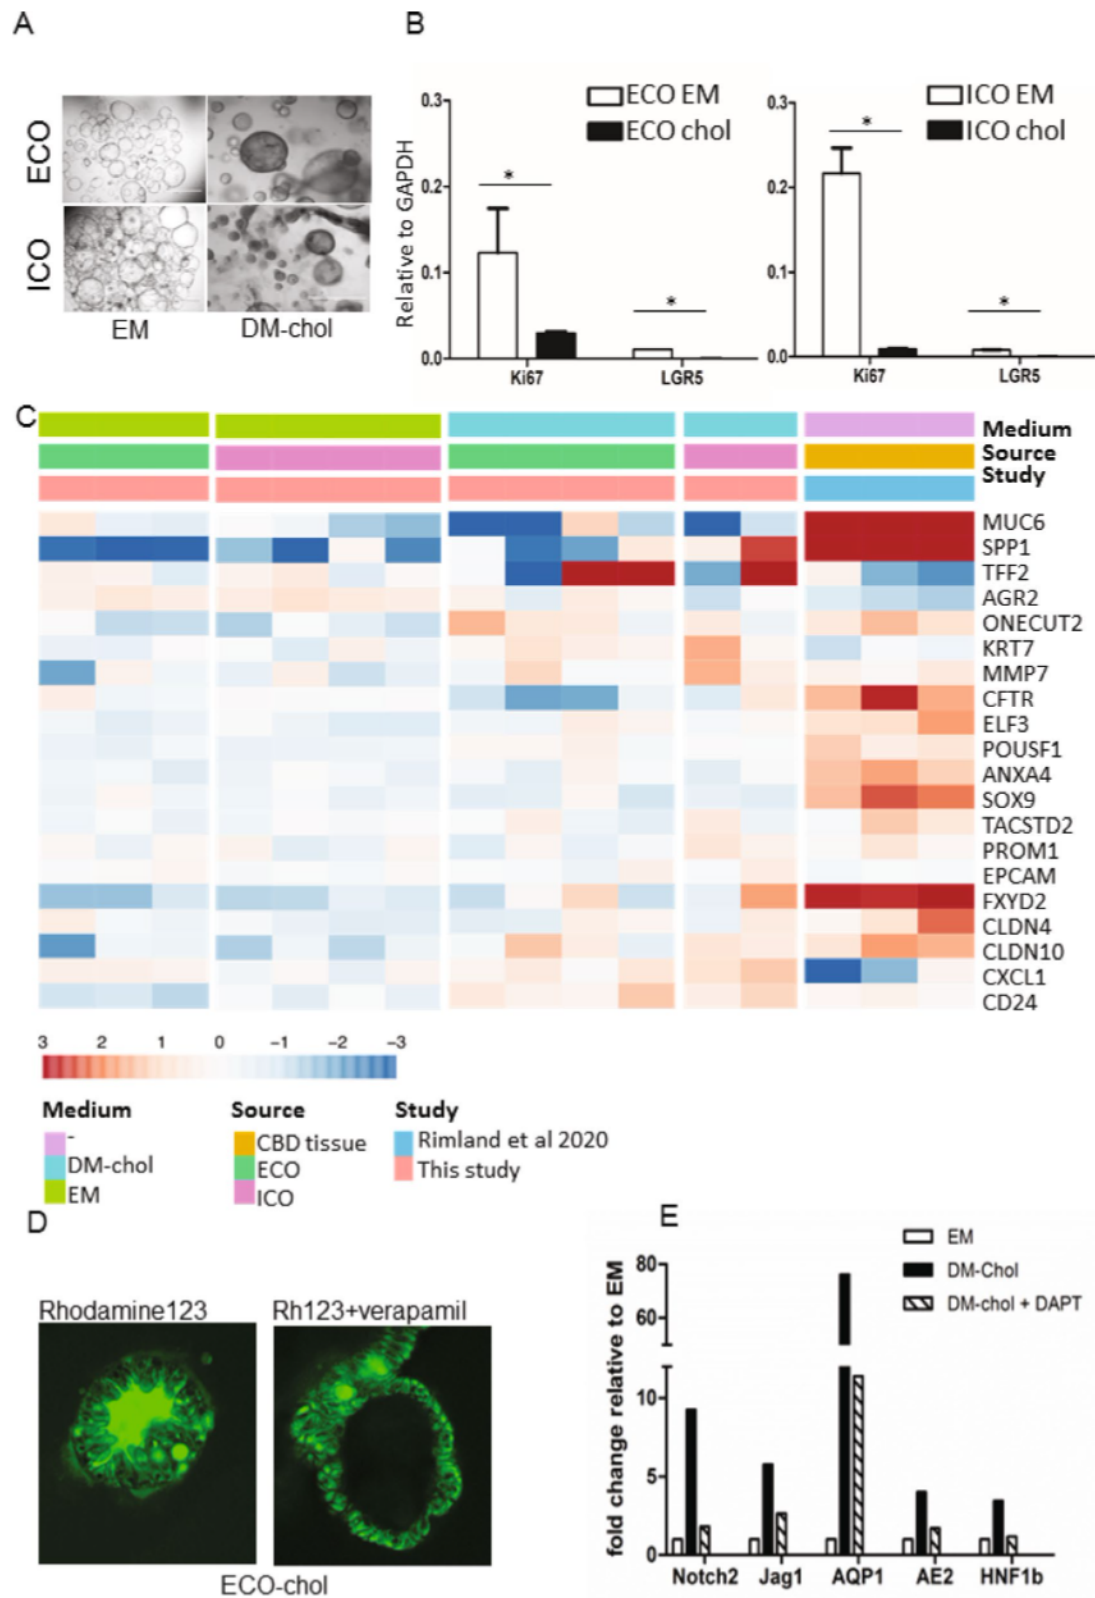 A
B
ECO
ICO
EM
DM-chol
Relative to GAPDH
0.3
0.2
0.1
0.0
ECO EM
ECO chol
*
*
Ki67
LGR5
0.3
0.2
0.1
0.0
ICO EM
ICO chol
*
*
Ki67
LGR5
C
Medium
Source
Study
MUC6
SPP1
TFF2
AGR2
ONECUT2
KRT7
MMP7
CFTR
ELF3
POUSF1
ANXA4
SOX9
TACSTD2
PROM1
EPCAM
FXYD2
CLDN4
CLDN10
CXCL1
CD24
3 2 1 0 −1 −2 −3
Medium
-
DM-chol
EM
Source
CBD tissue
ECO
ICO
Study
Rimland et al 2020
This study
D
Rhodamine123
Rh123+verapamil
ECO-chol
E
EM
DM-Chol
DM-chol + DAPT
fold change relative to EM
80
60
10
5
0
Notch2 Jag1 AQP1 AE2 HNF1b